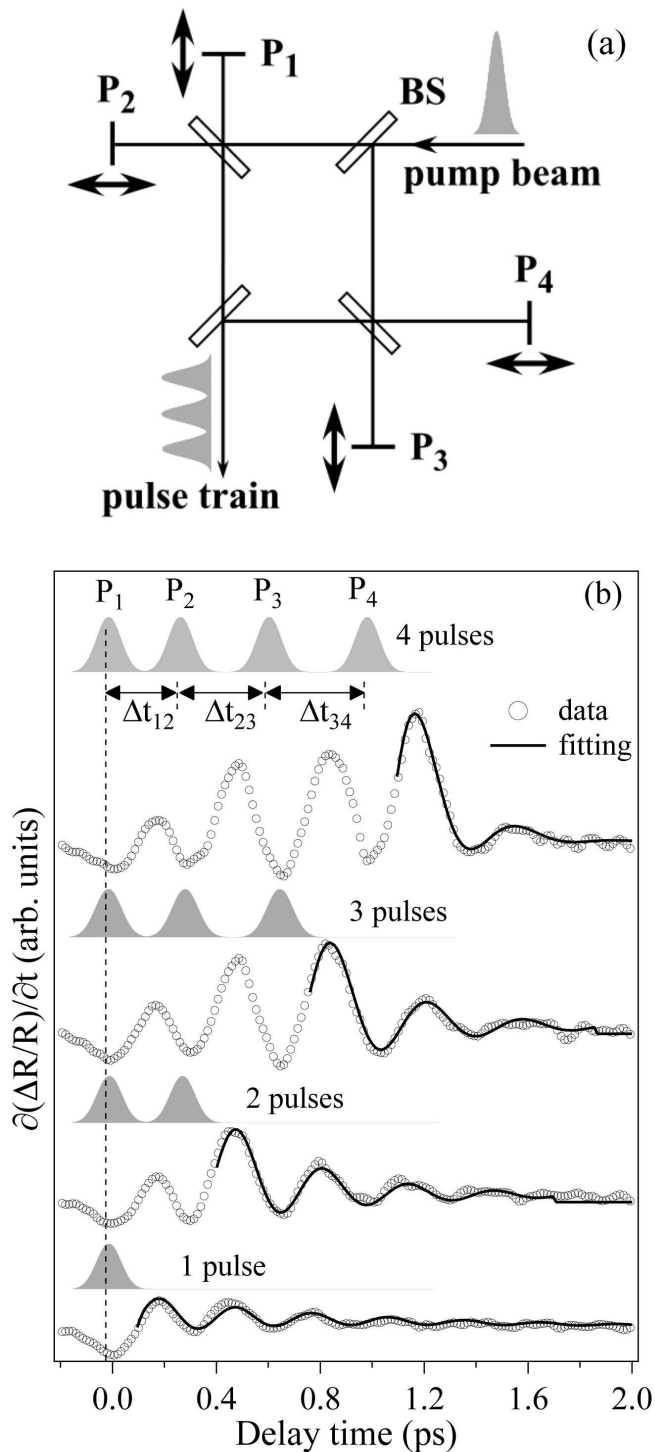 (a)
P₁
P₂
BS
pump beam
P₄
P₃
pulse train
(b)
P₁ P₂ P₃ P₄
4 pulses
Δt₁₂ Δt₂₃ Δt₃₄
data
fitting
3 pulses
2 pulses
1 pulse
∂(ΔR/R)/∂t (arb. units)
0.0 0.4 0.8 1.2 1.6 2.0
Delay time (ps)